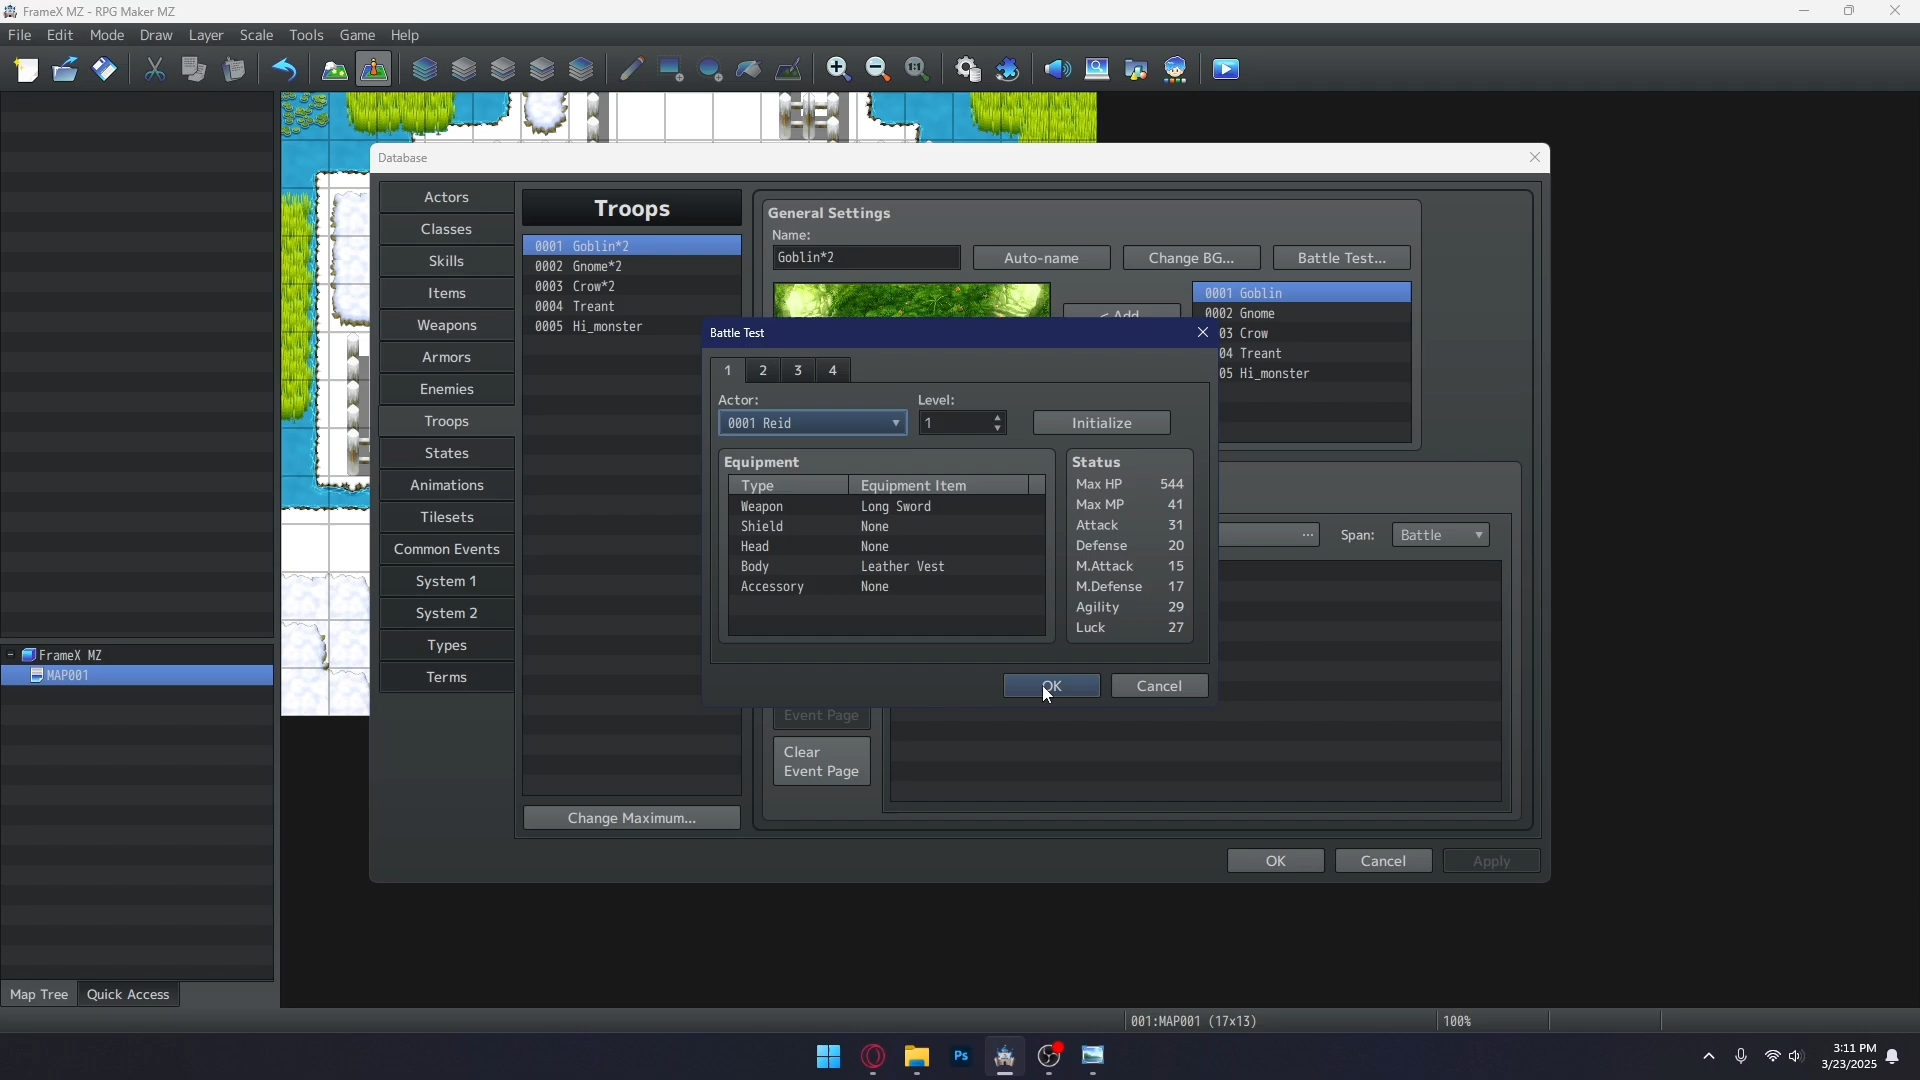 FrameX MZ - RPG Maker MZ
File Edit Mode Draw Layer Scale Tools Game Help
1:1
Database
Actors
Classes
Skills
Items
Weapons
Armors
Enemies
Troops
States
Animations
Tilesets
Common Events
System 1
System 2
Types
Terms
Troops
0001 Goblin*2
0002 Gnome*2
0003 Crow*2
0004 Treant
0005 Hi_monster
Change Maximum...
General Settings
Name:
Goblin*2 Auto-name Change BG... Battle Test...
< Add
0001 Goblin
0002 Gnome
03 Crow
04 Treant
05 Hi_monster
Battle Test
1 2 3 4
Actor: Level:
0001 Reid 1 Initialize
Equipment
Type Equipment Item
Weapon Long Sword
Shield None
Head None
Body Leather Vest
Accessory None
Status
Max HP 544
Max MP 41
Attack 31
Defense 20
M.Attack 15
M.Defense 17
Agility 29
Luck 27
OK Cancel
... Span: Battle
Event Page
Clear
Event Page
OK Cancel Apply
FrameX MZ
MAP001
Map Tree Quick Access
001:MAP001 (17x13) 100%
Ps
3:11 PM
3/23/2025